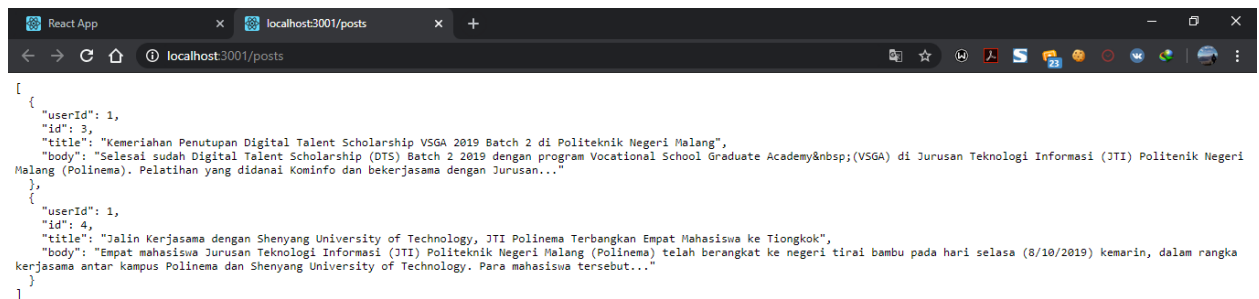 React App
localhost:3001/posts
localhost:3001/posts
23
[
{
"userId": 1,
"id": 3,
"title": "Kemeriahan Penutupan Digital Talent Scholarship VSGA 2019 Batch 2 di Politeknik Negeri Malang",
"body": "Selesai sudah Digital Talent Scholarship (DTS) Batch 2 2019 dengan program Vocational School Graduate Academy&nbsp;(VSGA) di Jurusan Teknologi Informasi (JTI) Politenik Negeri
Malang (Polinema). Pelatihan yang didanai Kominfo dan bekerjasama dengan Jurusan..."
},
{
"userId": 1,
"id": 4,
"title": "Jalin Kerjasama dengan Shenyang University of Technology, JTI Polinema Terbangkan Empat Mahasiswa ke Tiongkok",
"body": "Empat mahasiswa Jurusan Teknologi Informasi (JTI) Politeknik Negeri Malang (Polinema) telah berangkat ke negeri tirai bambu pada hari selasa (8/10/2019) kemarin, dalam rangka
kerjasama antar kampus Polinema dan Shenyang University of Technology. Para mahasiswa tersebut..."
}
]